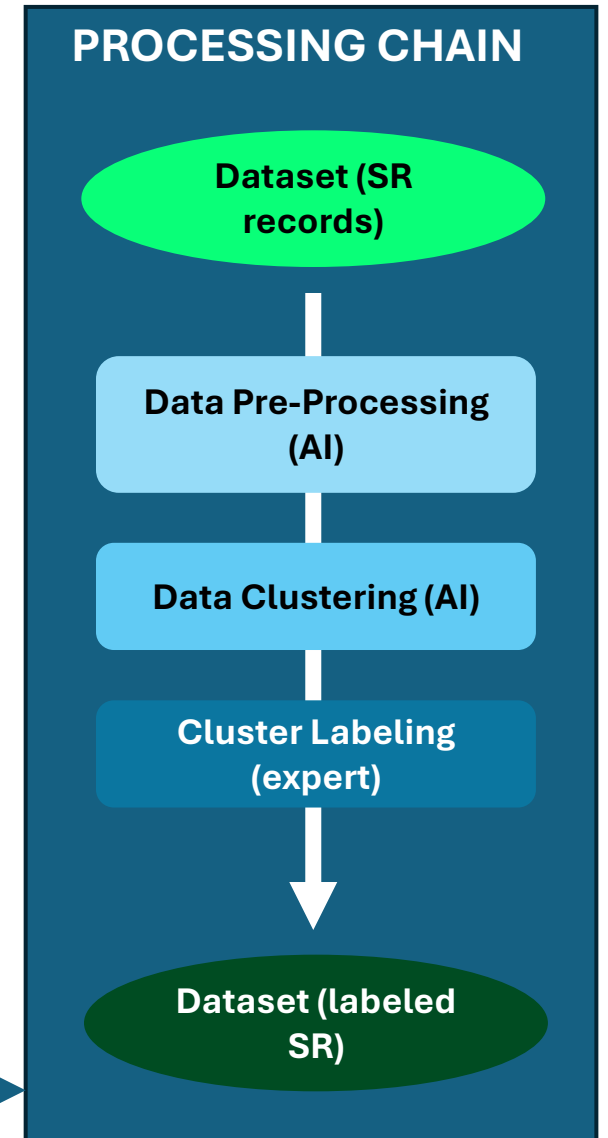 PROCESSING CHAIN
Dataset (SR
records)
Data Pre-Processing
(AI)
Data Clustering (AI)
Cluster Labeling
(expert)
Dataset (labeled
SR)